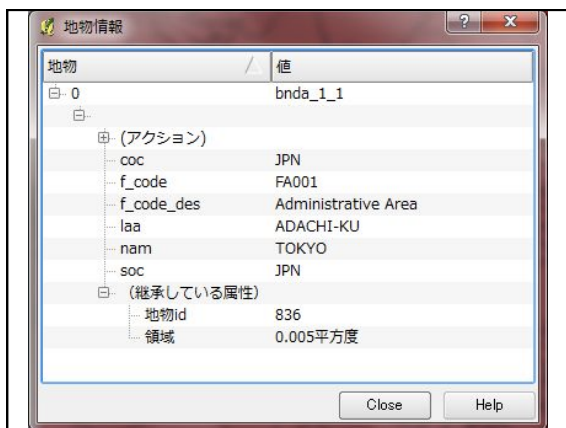 地物情報
地物 値
0 bnda_1_1
(アクション)
coc JPN
f_code FA001
f_code_des Administrative Area
laa ADACHI-KU
nam TOKYO
soc JPN
（継承している属性）
地物id 836
領域 0.005平方度
Close Help